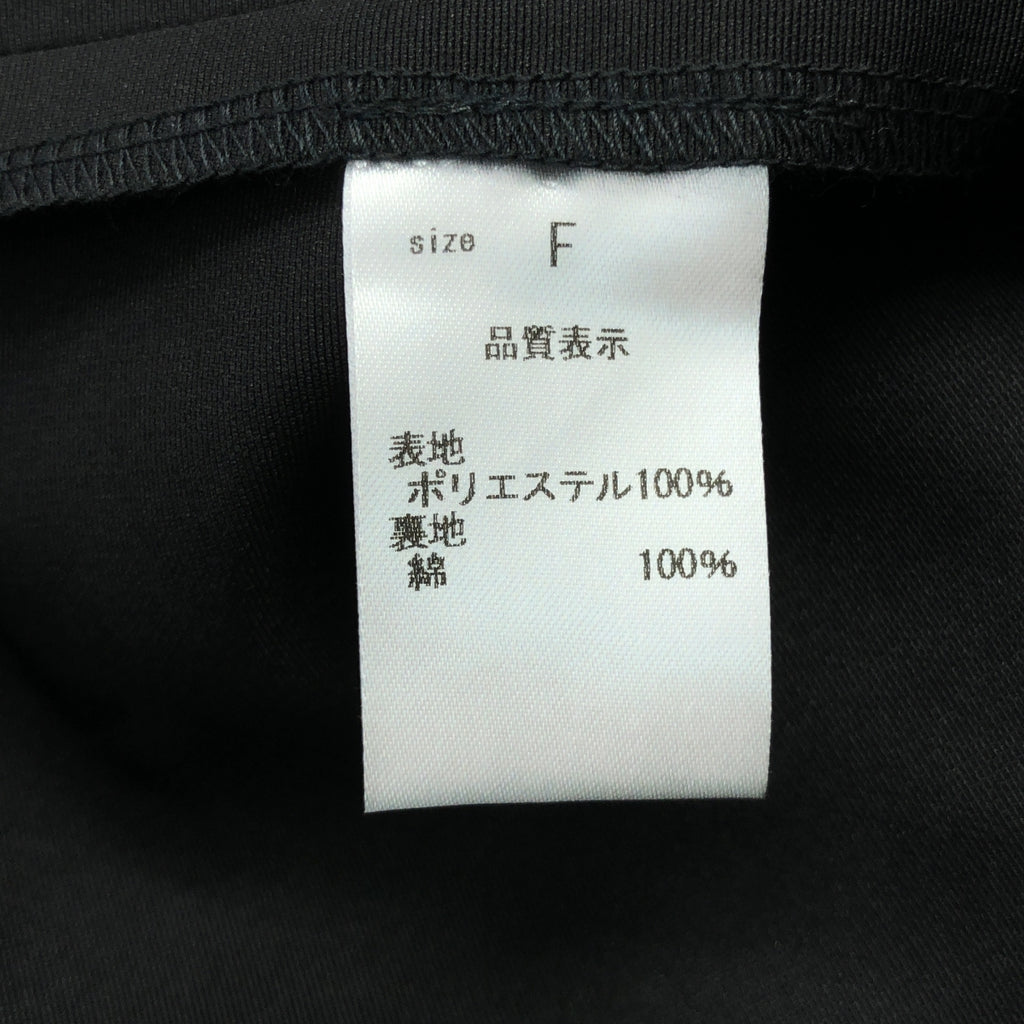 size F
品質表示
表地
ポリエステル100%
裏地
綿 100%